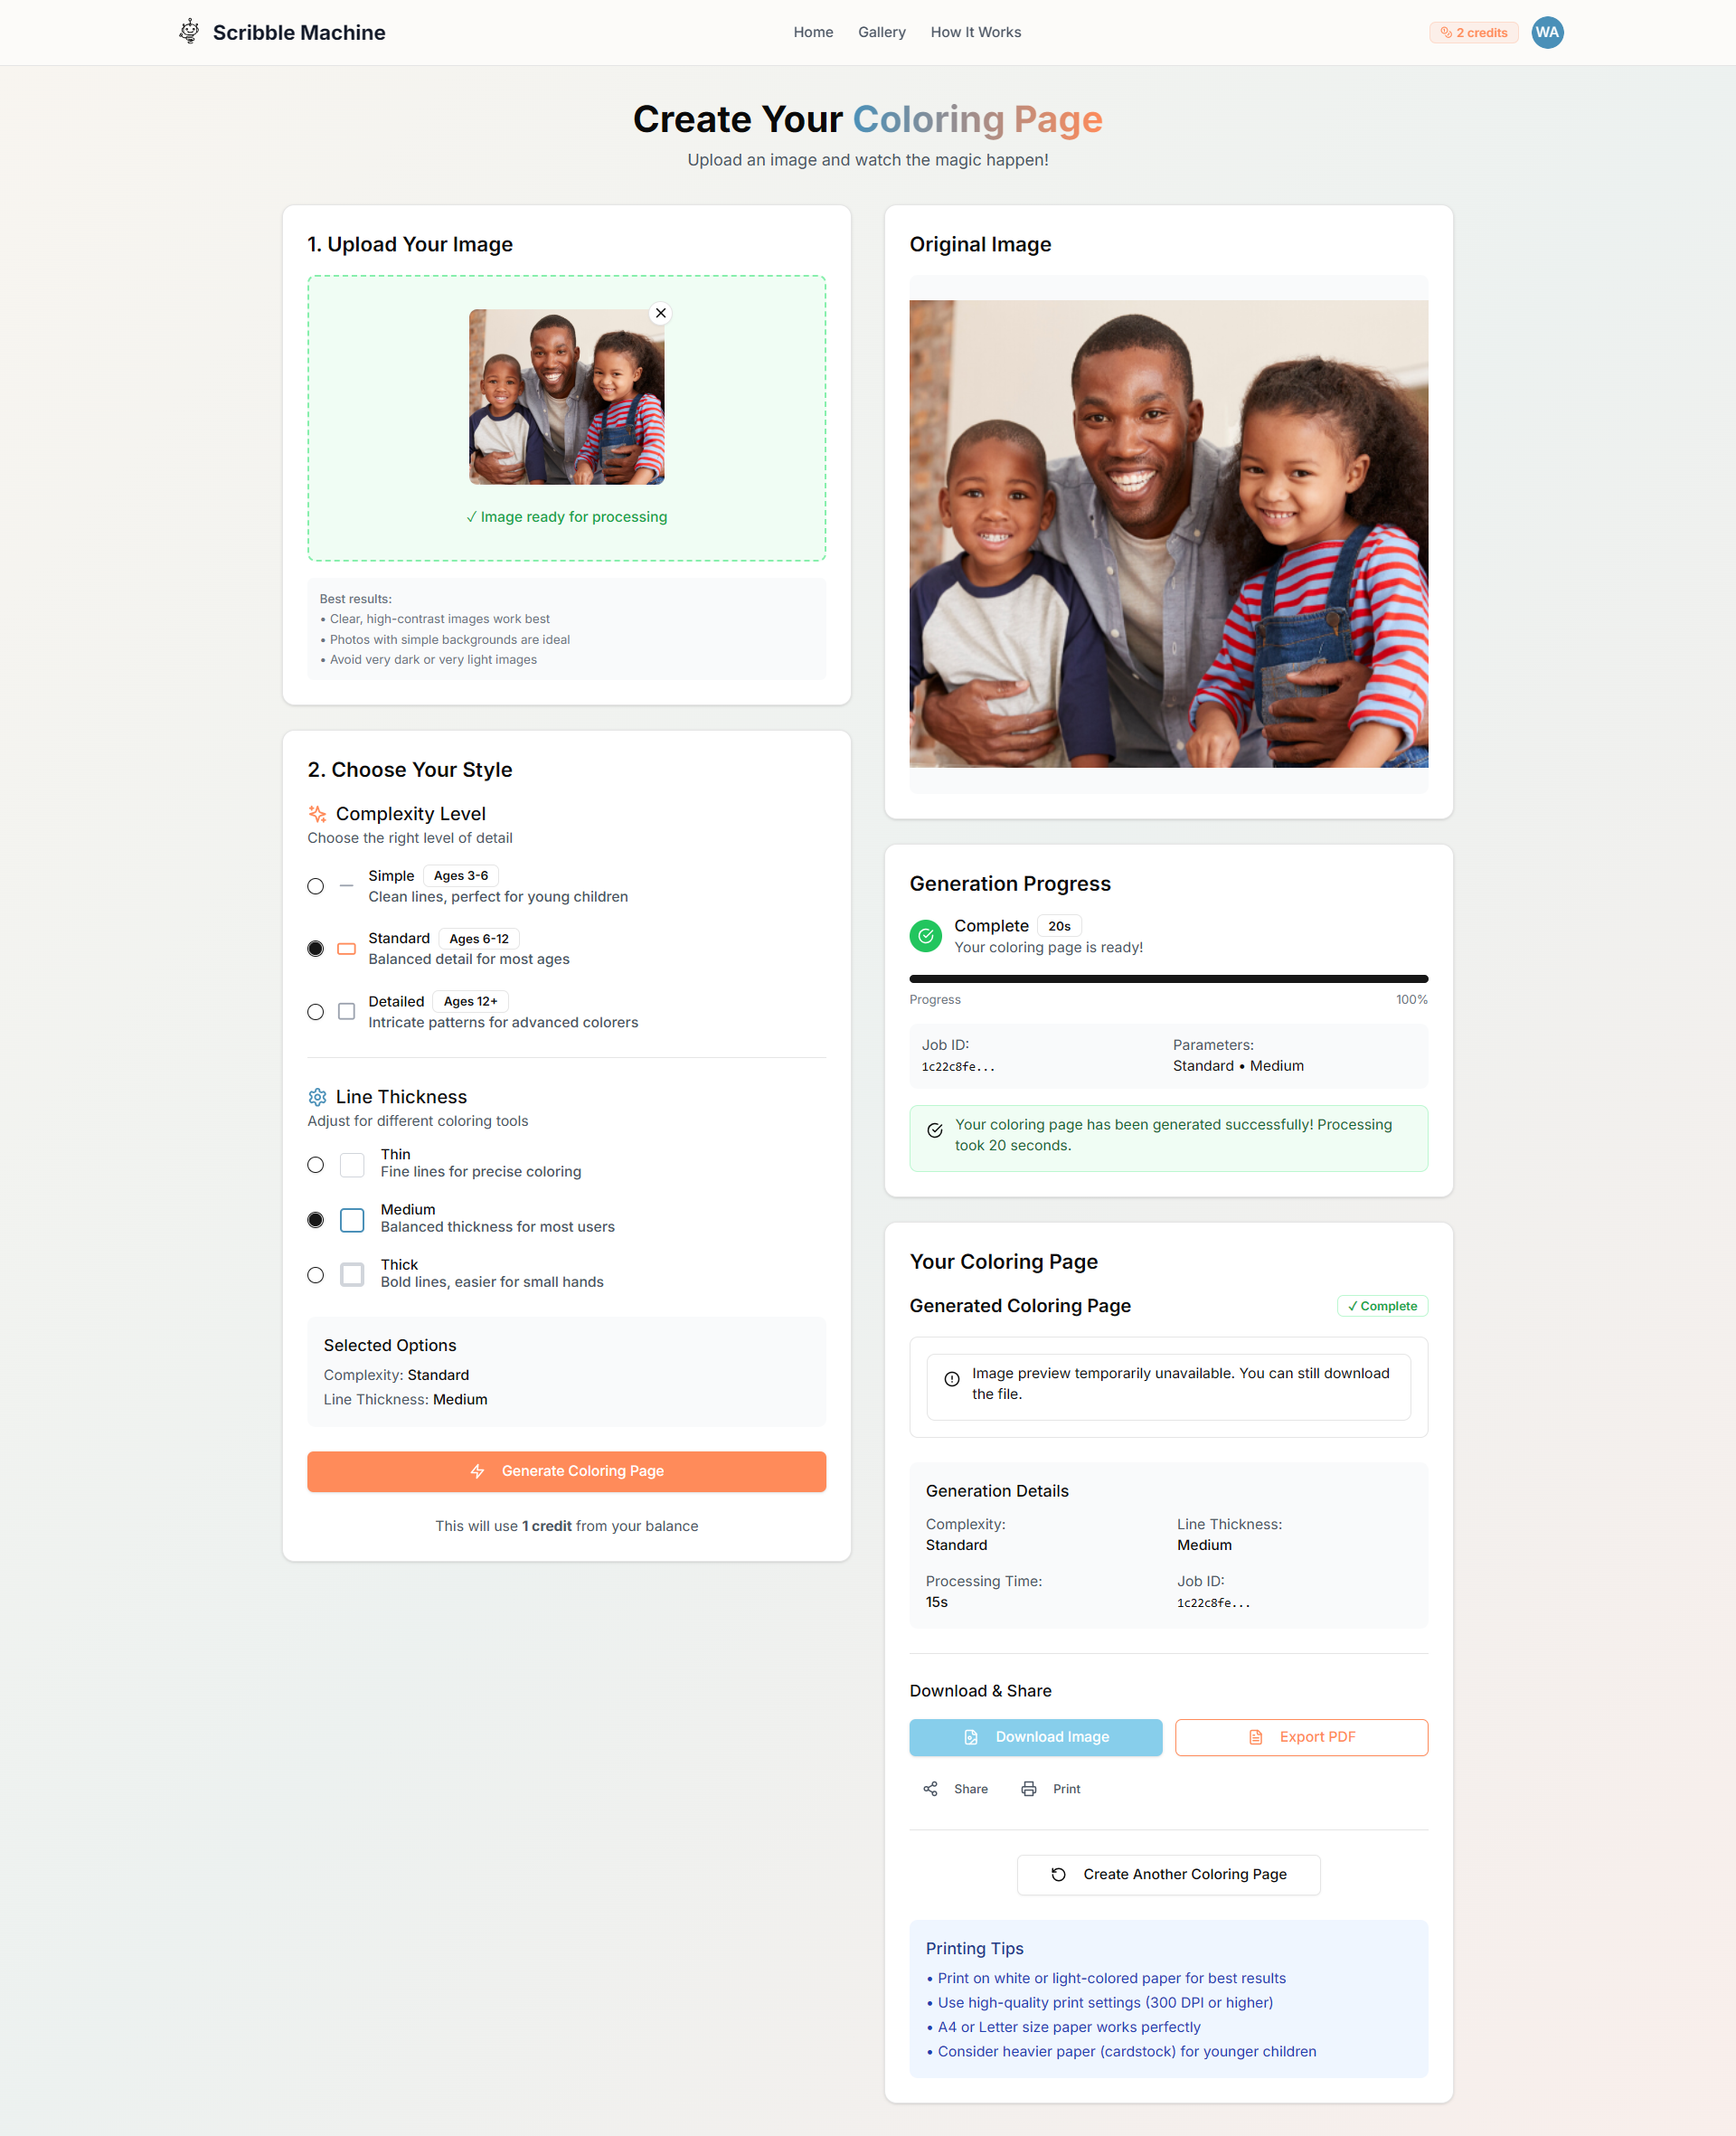 Scribble Machine
Home
Gallery
How It Works
2 credits
WA
Create Your Coloring Page
Upload an image and watch the magic happen!
1. Upload Your Image
✓ Image ready for processing
Best results:
• Clear, high-contrast images work best
• Photos with simple backgrounds are ideal
• Avoid very dark or very light images
2. Choose Your Style
Complexity Level
Choose the right level of detail
Simple Ages 3-6
Clean lines, perfect for young children
Standard Ages 6-12
Balanced detail for most ages
Detailed Ages 12+
Intricate patterns for advanced colorers
Line Thickness
Adjust for different coloring tools
Thin
Fine lines for precise coloring
Medium
Balanced thickness for most users
Thick
Bold lines, easier for small hands
Selected Options
Complexity: Standard
Line Thickness: Medium
Generate Coloring Page
This will use 1 credit from your balance
Original Image
Generation Progress
Complete 20s
Your coloring page is ready!
Progress 100%
Job ID: Parameters:
1c22c8fe... Standard • Medium
Your coloring page has been generated successfully! Processing
took 20 seconds.
Your Coloring Page
Generated Coloring Page ✓ Complete
Image preview temporarily unavailable. You can still download
the file.
Generation Details
Complexity: Line Thickness:
Standard Medium
Processing Time: Job ID:
15s 1c22c8fe...
Download & Share
Download Image Export PDF
Share Print
Create Another Coloring Page
Printing Tips
• Print on white or light-colored paper for best results
• Use high-quality print settings (300 DPI or higher)
• A4 or Letter size paper works perfectly
• Consider heavier paper (cardstock) for younger children